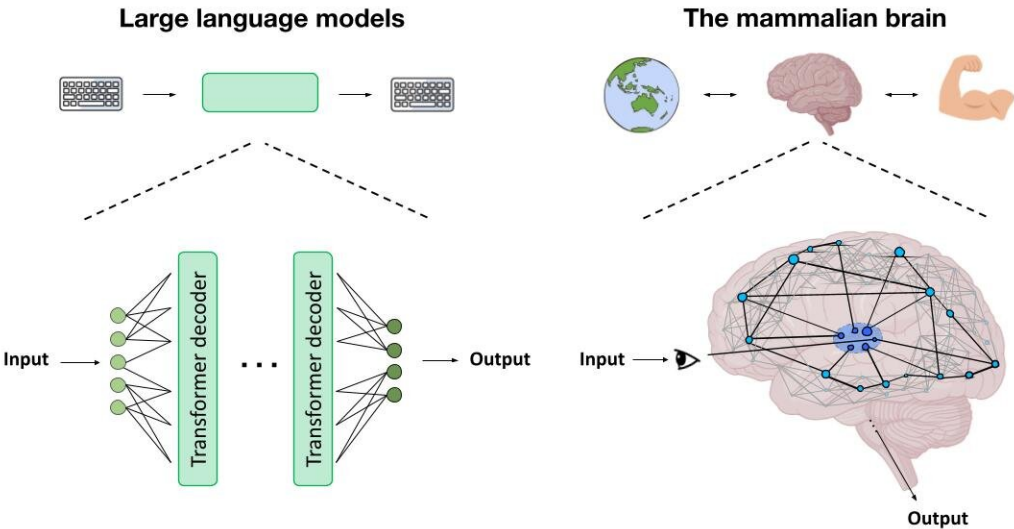 Large language models
The mammalian brain
Input
Transformer decoder
...
Transformer decoder
Output
Input
Output